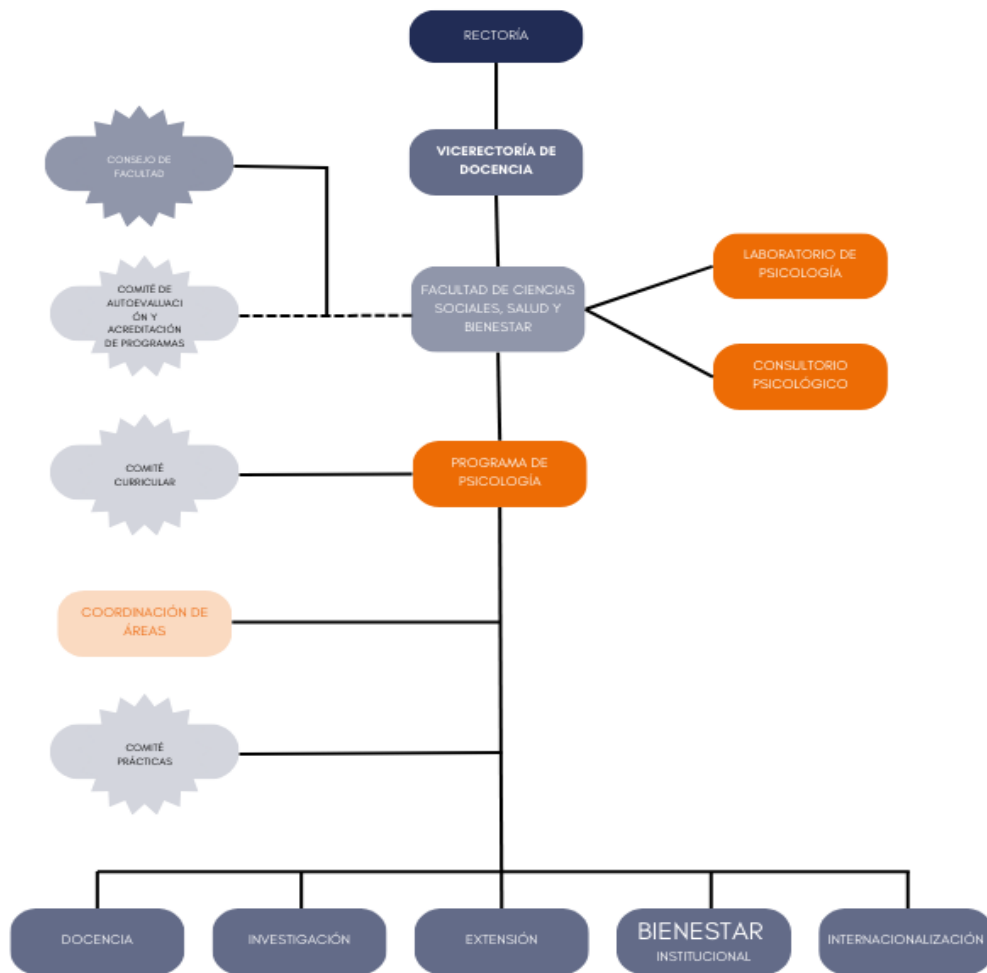 RECTORÍA
VICERECTORÍA DE
DOCENCIA
CONSEJO DE
FACULTAD
LABORATORIO DE
PSICOLOGÍA
COMITÉ DE
AUTOEVALUACI
ÓN Y
ACREDITACIÓN
DE PROGRAMAS
FACULTAD DE CIENCIAS
SOCIALES, SALUD Y
BIENESTAR
CONSULTORIO
PSICOLÓGICO
COMITÉ
CURRICULAR
PROGRAMA DE
PSICOLOGÍA
COORDINACIÓN DE
ÁREAS
COMITÉ
PRÁCTICAS
DOCENCIA
INVESTIGACIÓN
EXTENSIÓN
BIENESTAR
INSTITUCIONAL
INTERNACIONALIZACIÓN